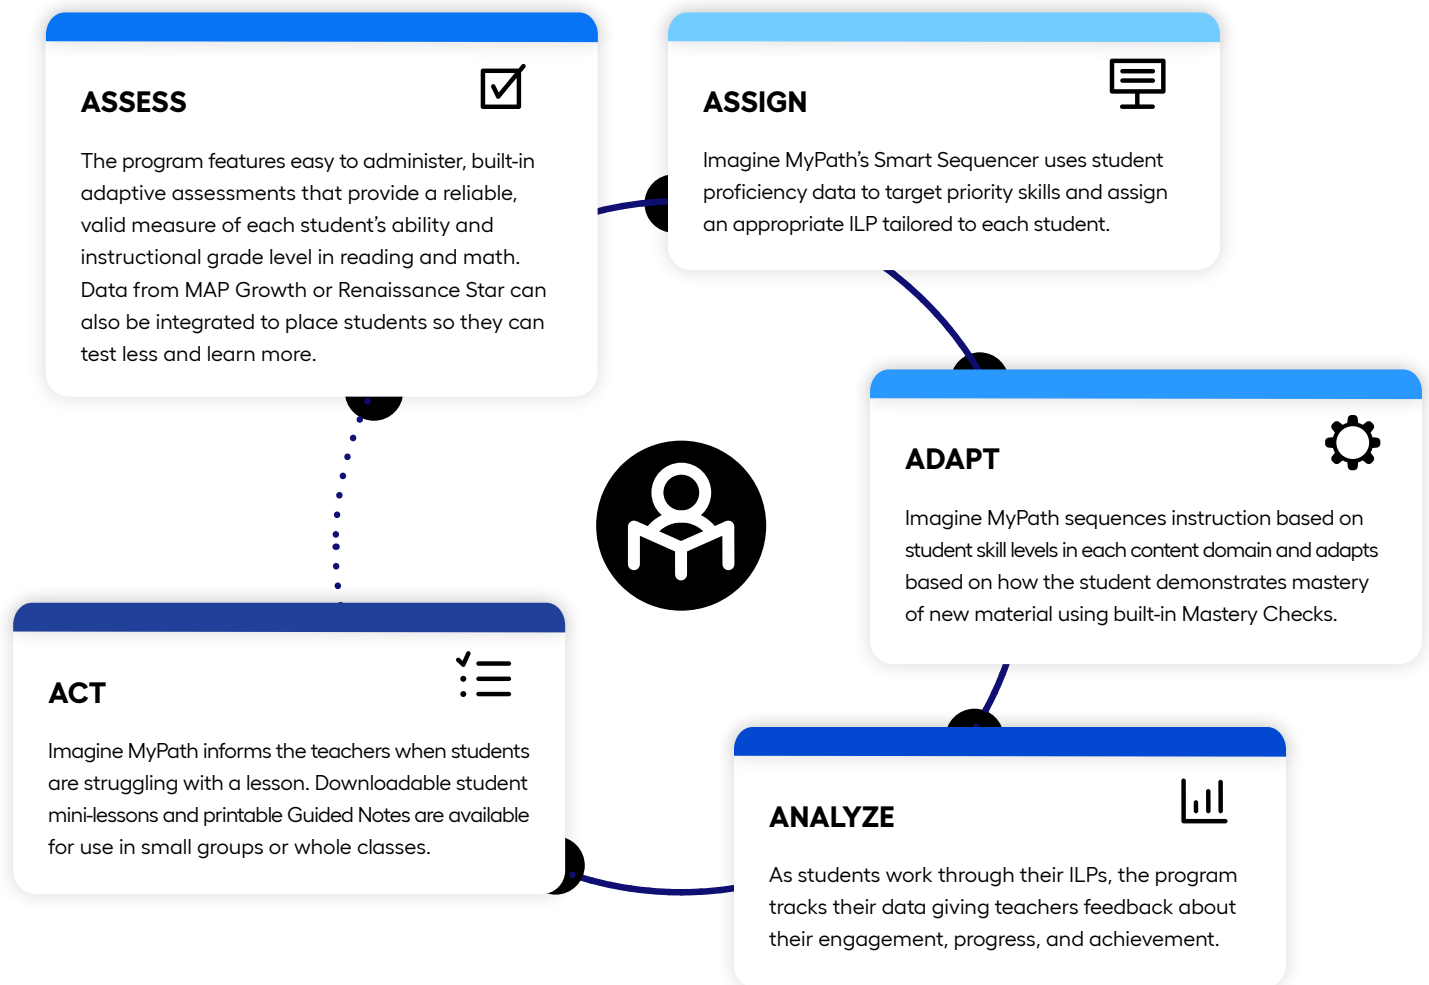 ASSESS
The program features easy to administer, built-in
adaptive assessments that provide a reliable,
valid measure of each student’s ability and
instructional grade level in reading and math.
Data from MAP Growth or Renaissance Star can
also be integrated to place students so they can
test less and learn more.
ASSIGN
Imagine MyPath’s Smart Sequencer uses student
proficiency data to target priority skills and assign
an appropriate ILP tailored to each student.
ADAPT
Imagine MyPath sequences instruction based on
student skill levels in each content domain and adapts
based on how the student demonstrates mastery
of new material using built-in Mastery Checks.
ANALYZE
As students work through their ILPs, the program
tracks their data giving teachers feedback about
their engagement, progress, and achievement.
ACT
Imagine MyPath informs the teachers when students
are struggling with a lesson. Downloadable student
mini-lessons and printable Guided Notes are available
for use in small groups or whole classes.